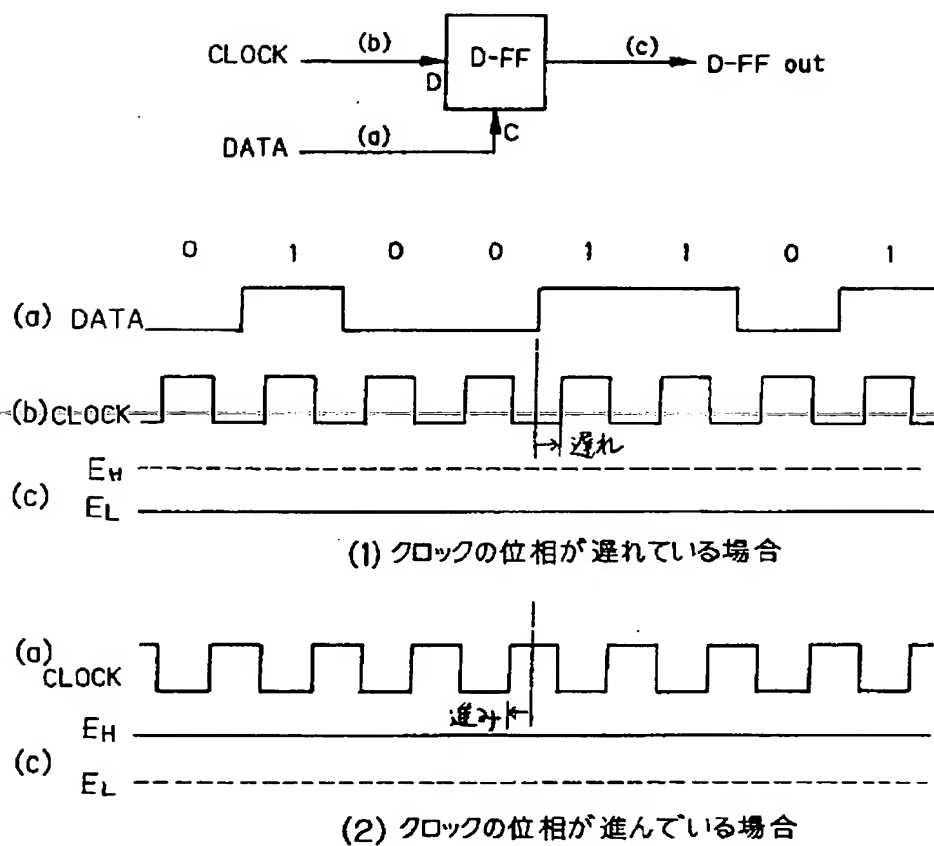 CLOCK (b) D D-FF (c) D-FF out
DATA (a) C
0 1 0 0 1 1 0 1
(a) DATA
(b) CLOCK
遅れ
EH
(c) EL
(1) クロックの位相が遅れている場合
(a) CLOCK
進み
EH
(c) EL
(2) クロックの位相が進んでいる場合